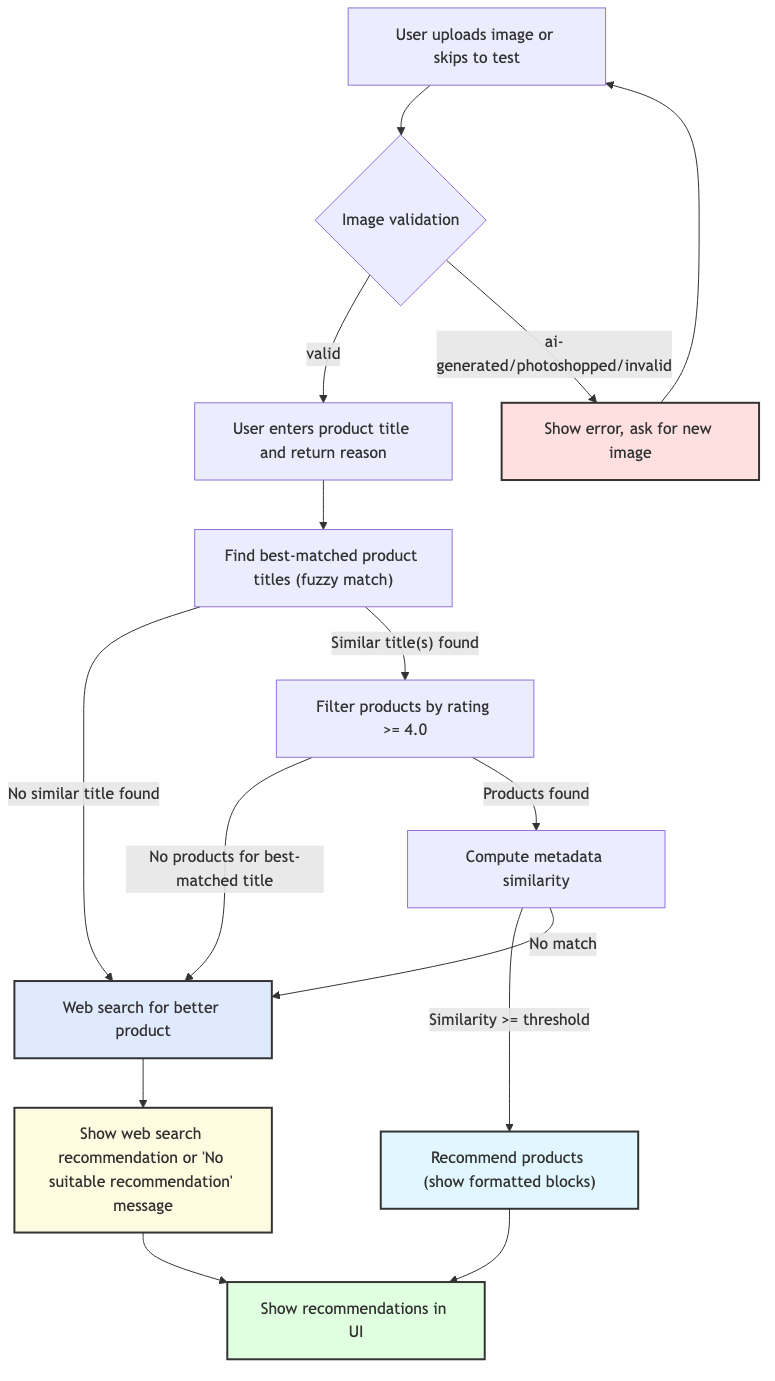 User uploads image or
skips to test
Image validation
valid
ai-
generated/photoshopped/invalid
User enters product title
and return reason
Show error, ask for new
image
Find best-matched product
titles (fuzzy match)
Similar title(s) found
Filter products by rating
>= 4.0
No similar title found
Products found
No products for best-
matched title
Compute metadata
similarity
No match
Web search for better
product
Similarity >= threshold
Show web search
recommendation or 'No
suitable recommendation'
message
Recommend products
(show formatted blocks)
Show recommendations in
UI